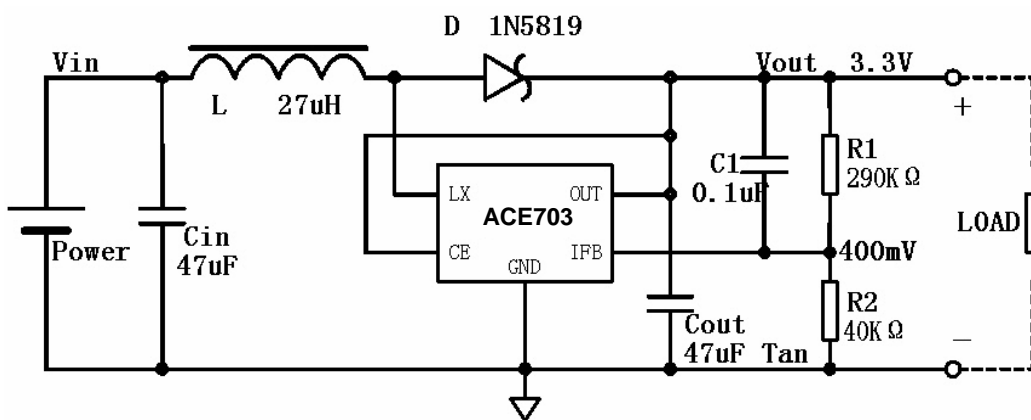 D 1N5819
Vin
Vout 3.3V
L 27uH
+
C1
0.1uF
R1
290KΩ
LX
OUT
ACE703
CE
IFB
GND
Power
Cin
47uF
400mV
LOAD
Cout
47uF Tan
R2
40KΩ
−